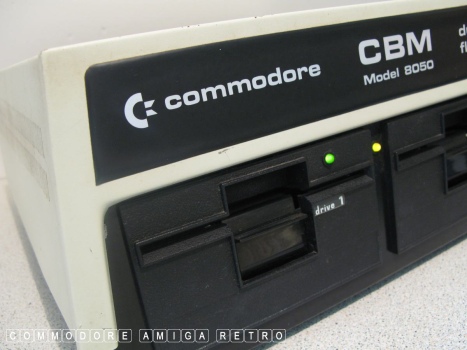 commodore
CBM
Model 8050
drive 1
COMMODORE AMIGA RETRO